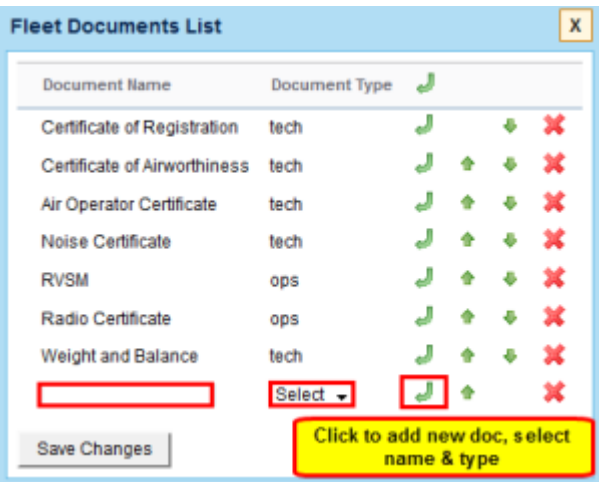 Fleet Documents List X
Document Name Document Type
Certificate of Registration tech
Certificate of Airworthiness tech
Air Operator Certificate tech
Noise Certificate tech
RVSM ops
Radio Certificate ops
Weight and Balance tech
Select
Save Changes
Click to add new doc, select
name & type